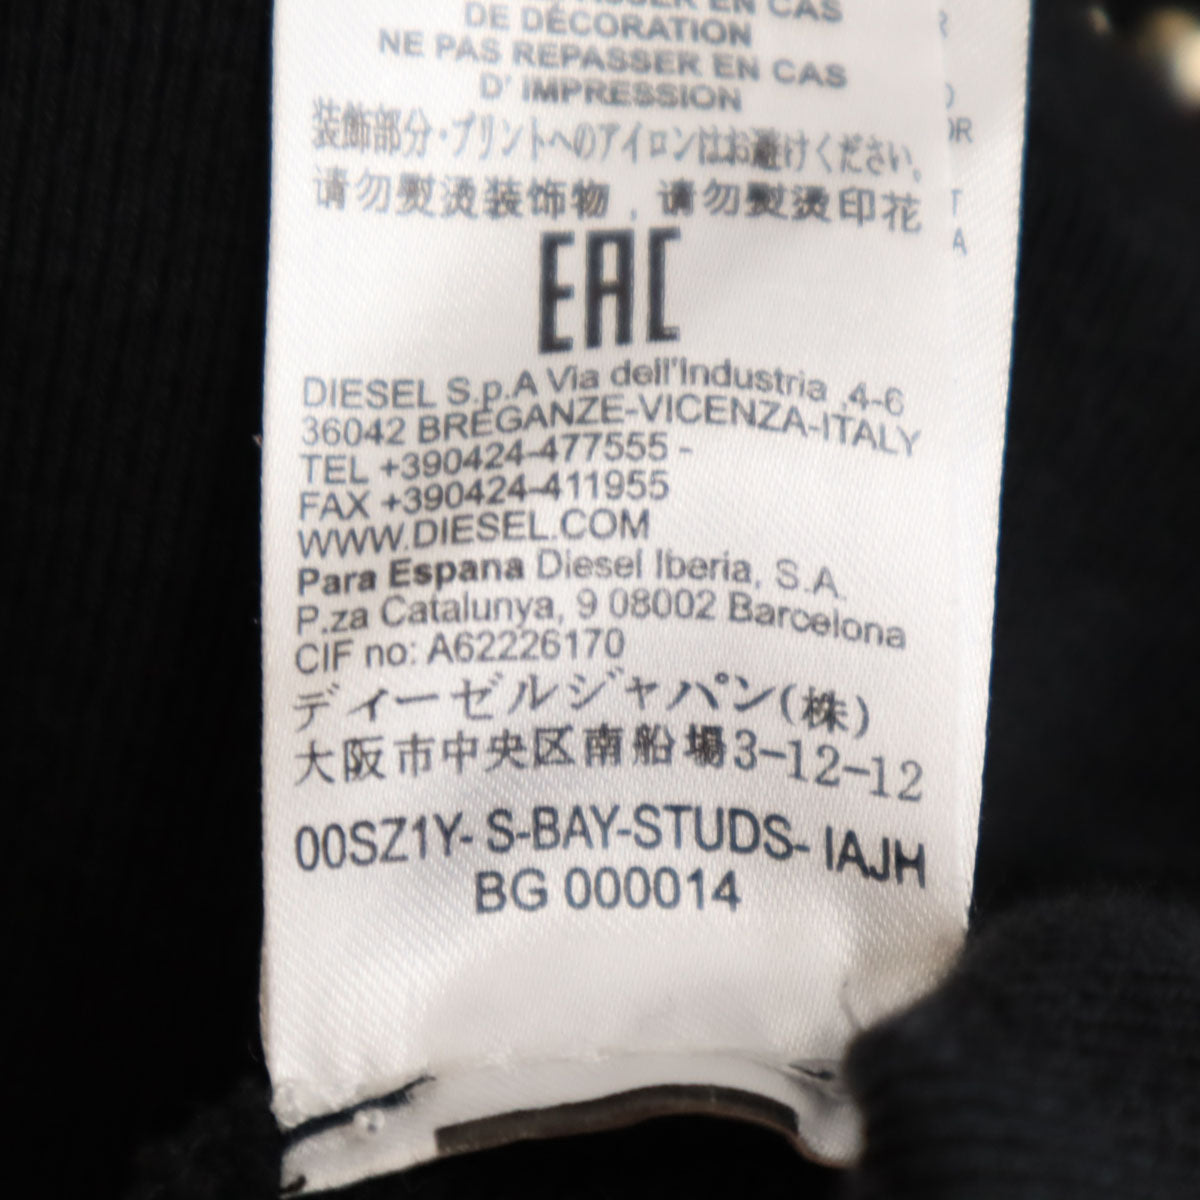 EN CAS
DE DÉCORATION
NE PAS REPASSER EN CAS
D' IMPRESSION
装飾部分・プリントへのアイロンはお避けください。
请勿熨烫装饰物，请勿熨烫印花
EAC
DIESEL S.p.A Via dell'Industria ,4-6
36042 BREGANZE-VICENZA-ITALY
TEL +390424-477555 -
FAX +390424-411955
WWW.DIESEL.COM
Para Espana Diesel Iberia, S.A.
P.za Catalunya, 9 08002 Barcelona
CIF no: A62226170
ディーゼルジャパン(株)
大阪市中央区南船場3-12-12
00SZ1Y- S-BAY-STUDS- IAJH
BG 000014